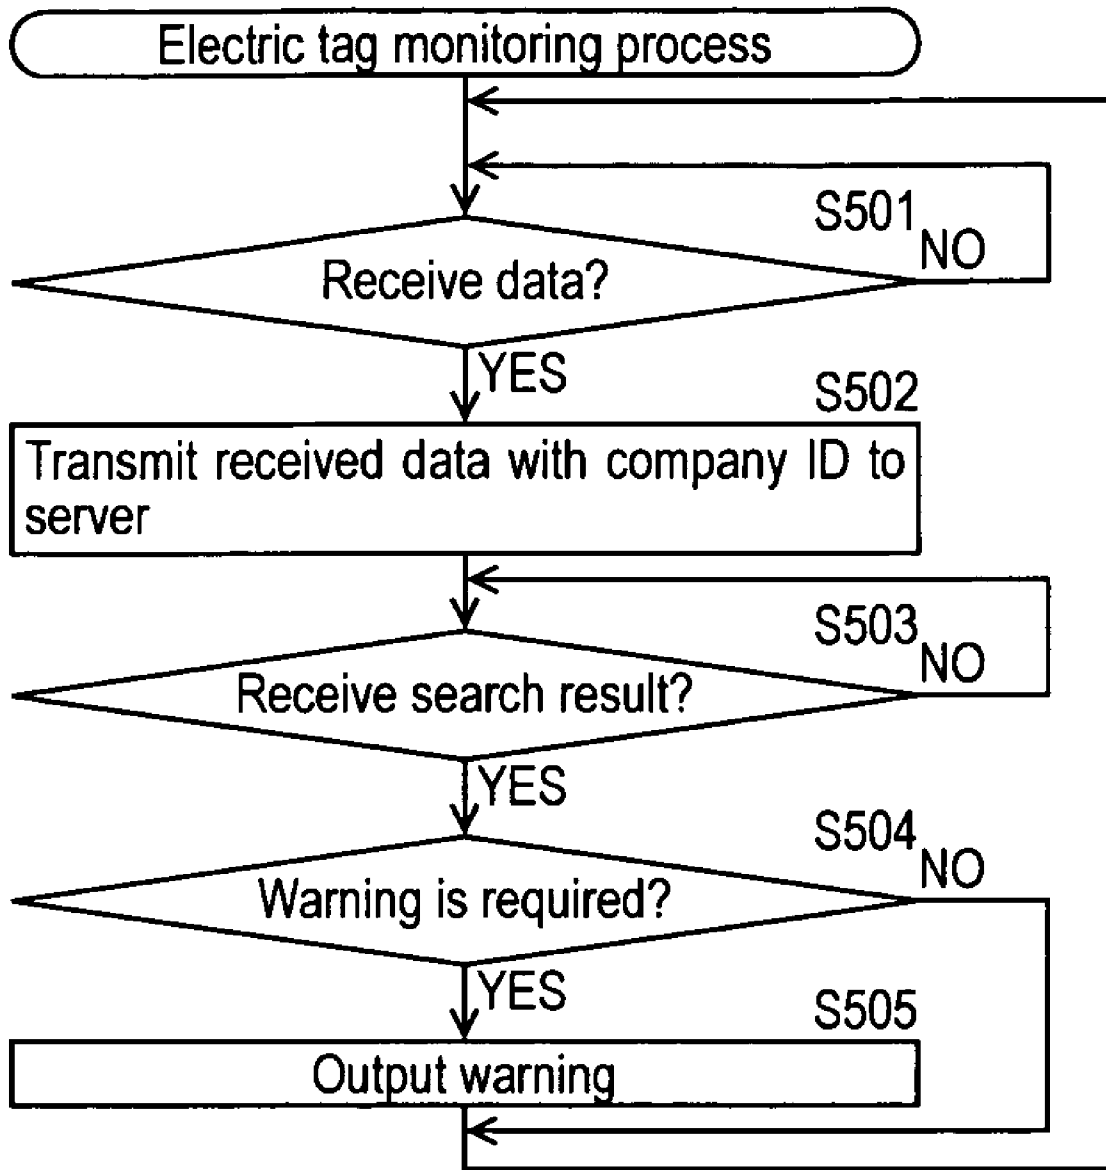 Electric tag monitoring process
S501
NO
Receive data?
YES
S502
Transmit received data with company ID to
server
S503
NO
Receive search result?
YES
S504
NO
Warning is required?
YES
S505
Output warning